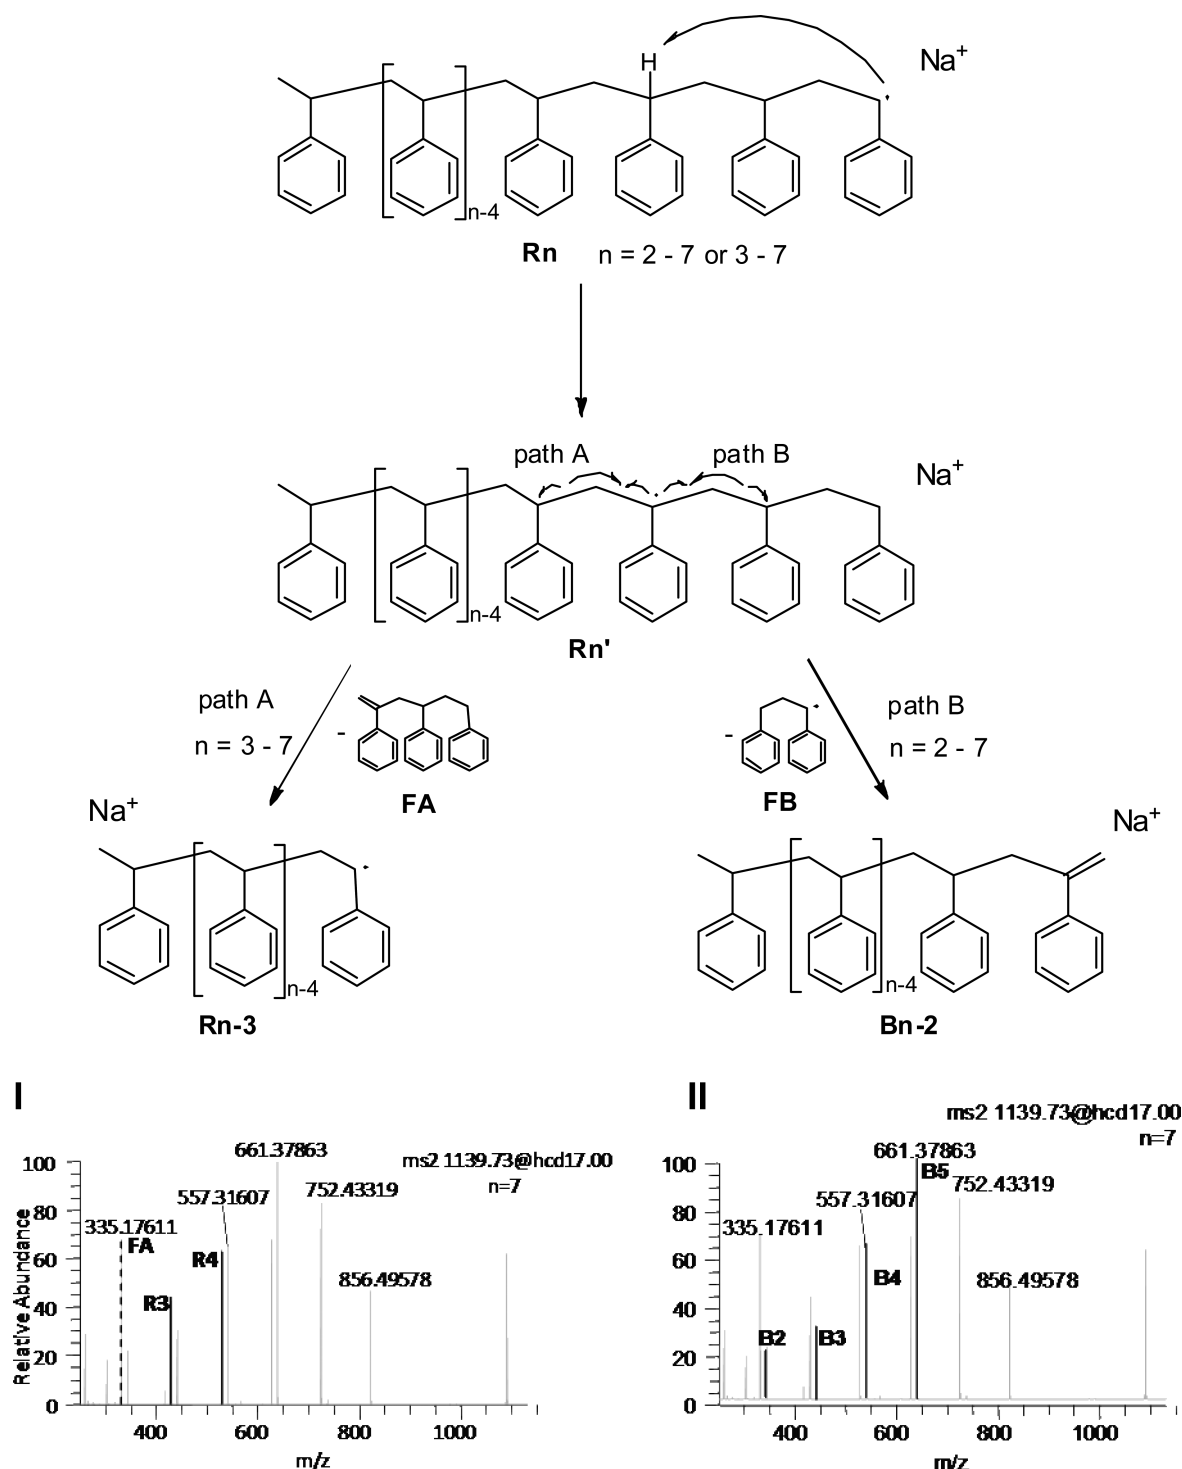 H
Na+
n-4
Rn n = 2 - 7 or 3 - 7
path A path B
Na+
n-4
Rn'
path A
n = 3 - 7
-
FA
-
FB
path B
n = 2 - 7
Na+
n-4
Rn-3
Na+
n-4
Bn-2
I
661.37863
ms2 1139.73@hcd17.00
n=7
557.31607
752.43319
335.17611
FA
R4
856.49578
R3
Relative Abundance
100
80
60
40
20
0
400 600 800 1000
m/z
II
ms2 1139.73@hcd17.00
n=7
661.37863
B5
557.31607
752.43319
335.17611
B4
856.49578
B2 B3
100
80
60
40
20
0
400 600 800 1000
m/z